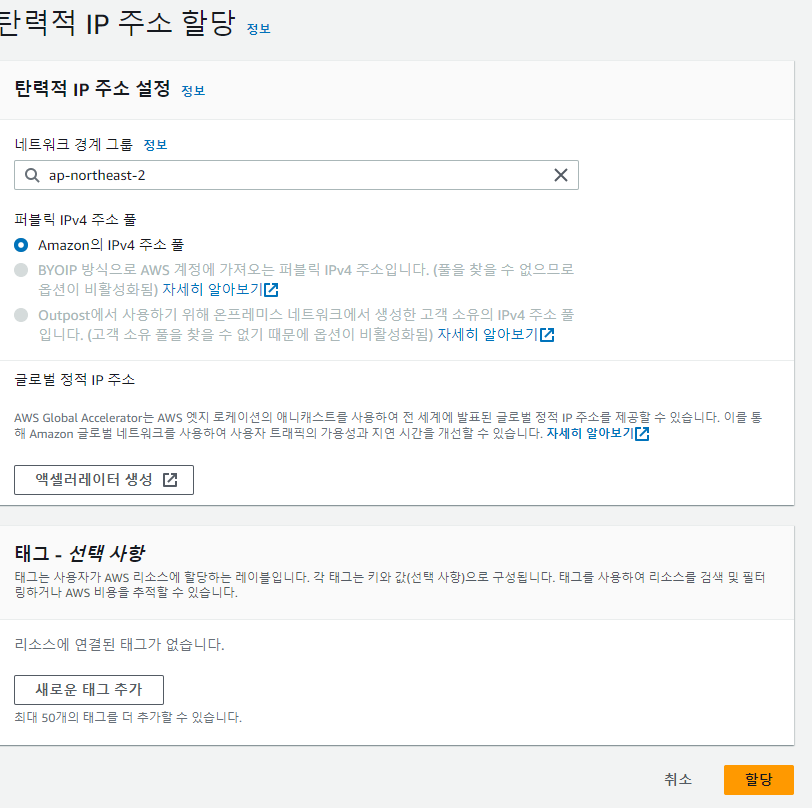 탄력적 IP 주소 할당 정보
탄력적 IP 주소 설정 정보
네트워크 경계 그룹 정보
ap-northeast-2
퍼블릭 IPv4 주소 풀
Amazon의 IPv4 주소 풀
BYOIP 방식으로 AWS 계정에 가져오는 퍼블릭 IPv4 주소입니다. (풀을 찾을 수 없으므로
옵션이 비활성화됨) 자세히 알아보기
Outpost에서 사용하기 위해 온프레미스 네트워크에서 생성한 고객 소유의 IPv4 주소 풀
입니다. (고객 소유 풀을 찾을 수 없기 때문에 옵션이 비활성화됨) 자세히 알아보기
글로벌 정적 IP 주소
AWS Global Accelerator는 AWS 엣지 로케이션의 애니캐스트를 사용하여 전 세계에 발표된 글로벌 정적 IP 주소를 제공할 수 있습니다. 이를 통
해 Amazon 글로벌 네트워크를 사용하여 사용자 트래픽의 가용성과 지연 시간을 개선할 수 있습니다. 자세히 알아보기
액셀러레이터 생성
태그 - 선택 사항
태그는 사용자가 AWS 리소스에 할당하는 레이블입니다. 각 태그는 키와 값(선택 사항)으로 구성됩니다. 태그를 사용하여 리소스를 검색 및 필터
링하거나 AWS 비용을 추적할 수 있습니다.
리소스에 연결된 태그가 없습니다.
새로운 태그 추가
최대 50개의 태그를 더 추가할 수 있습니다.
취소 할당